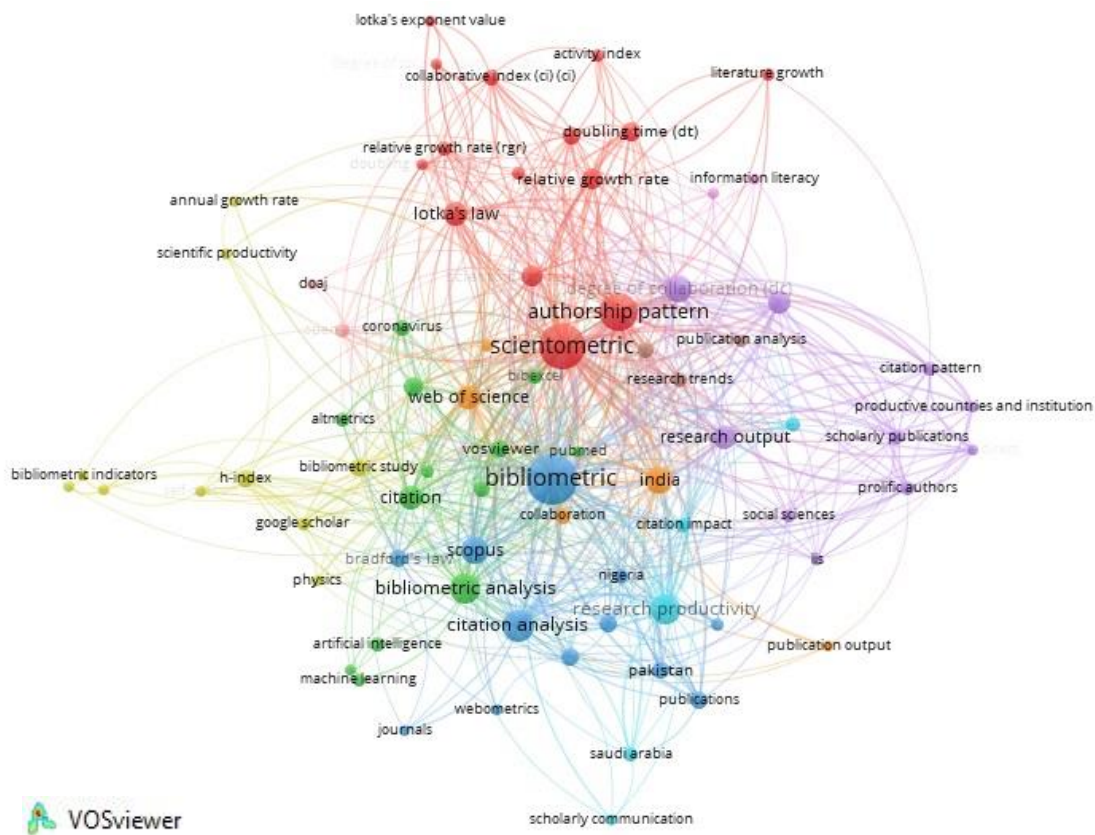 lotka's exponent value
activity index
collaborative index (ci) (ci)
literature growth
doubling time (dt)
relative growth rate (rgr)
relative growth rate
information literacy
annual growth rate
lotka's law
scientific productivity
doaj
degree of collaboration (dc)
authorship pattern
coronavirus
publication analysis
scientometric
citation pattern
bibexcel
research trends
web of science
productive countries and institution
altmetrics
research output
scholarly publications
vosviewer
pubmed
bibliometric study
bibliometric indicators
h-index
bibliometric
india
prolific authors
citation
collaboration
social sciences
google scholar
citation impact
scopus
bradford's law
is
physics
nigeria
bibliometric analysis
research productivity
citation analysis
artificial intelligence
publication output
machine learning
pakistan
publications
webometrics
journals
saudi arabia
scholarly communication
VOSviewer